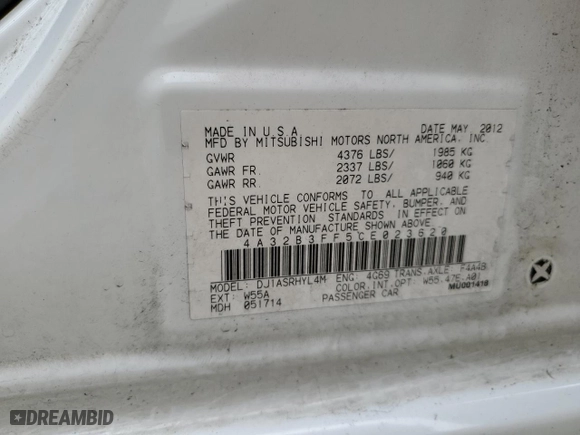 MADE IN U.S.A. DATE MAY 2012
MFD BY MITSUBISHI MOTORS NORTH AMERICA, INC.
GVWR 4376 LBS/ 1985 KG
GAWR FR. 2337 LBS/ 1060 KG
GAWR RR. 2072 LBS/ 940 KG
THIS VEHICLE CONFORMS TO ALL APPLICABLE
FEDERAL MOTOR VEHICLE SAFETY, BUMPER, AND
THEFT PREVENTION STANDARDS IN EFFECT ON
THE DATE OF MANUFACTURE SHOWN ABOVE
4A32B3FF5CE023620
MODEL: DJ1ASRHYL4M ENG: 4G69 TRANS.AXLE: F4A4B
EXT: W55A COLOR.INT.OPT: W55.47E.A01
MDH 051714 PASSENGER CAR MU001418
DREAMBID